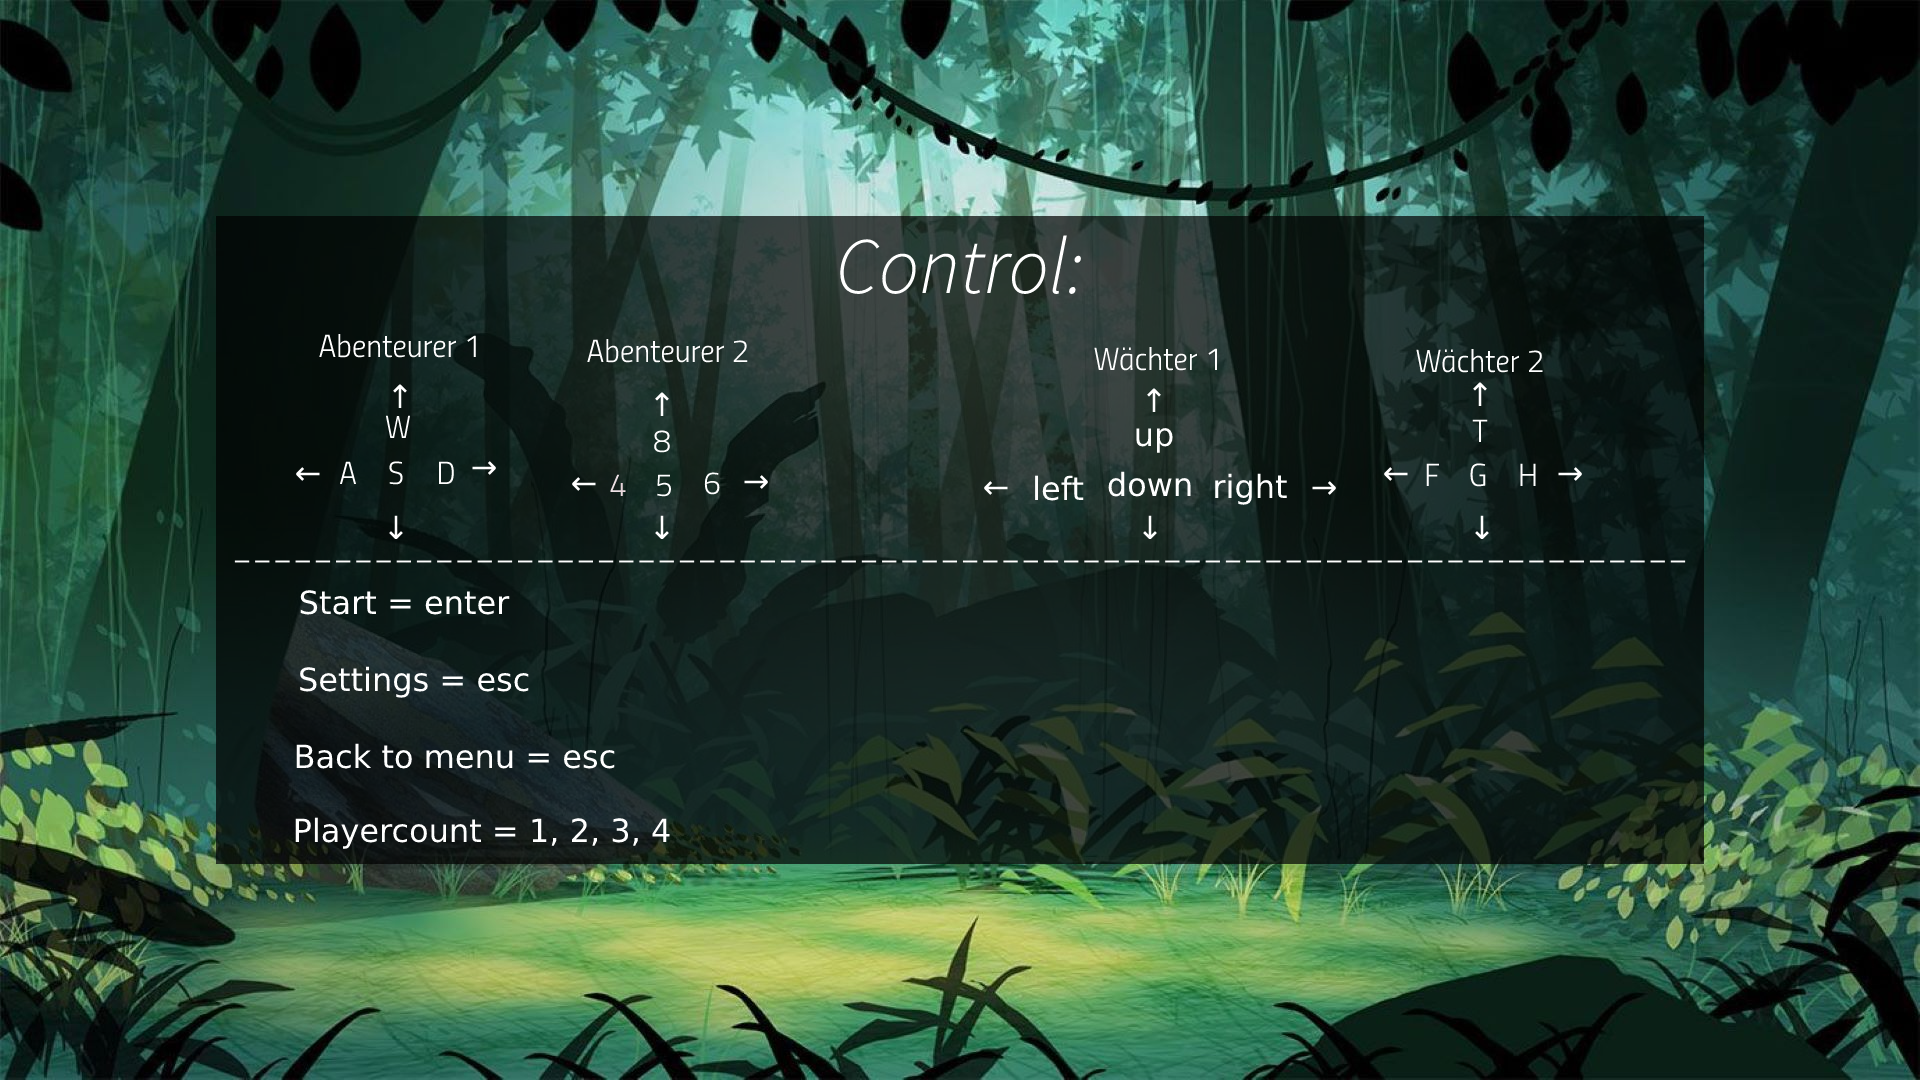 Control:
Abenteurer 1
↑
W
← A S D →
↓
Abenteurer 2
↑
8
← 4 5 6 →
↓
Wächter 1
↑
up
← left down right →
↓
Wächter 2
↑
T
← F G H →
↓
Start = enter
Settings = esc
Back to menu = esc
Playercount = 1, 2, 3, 4